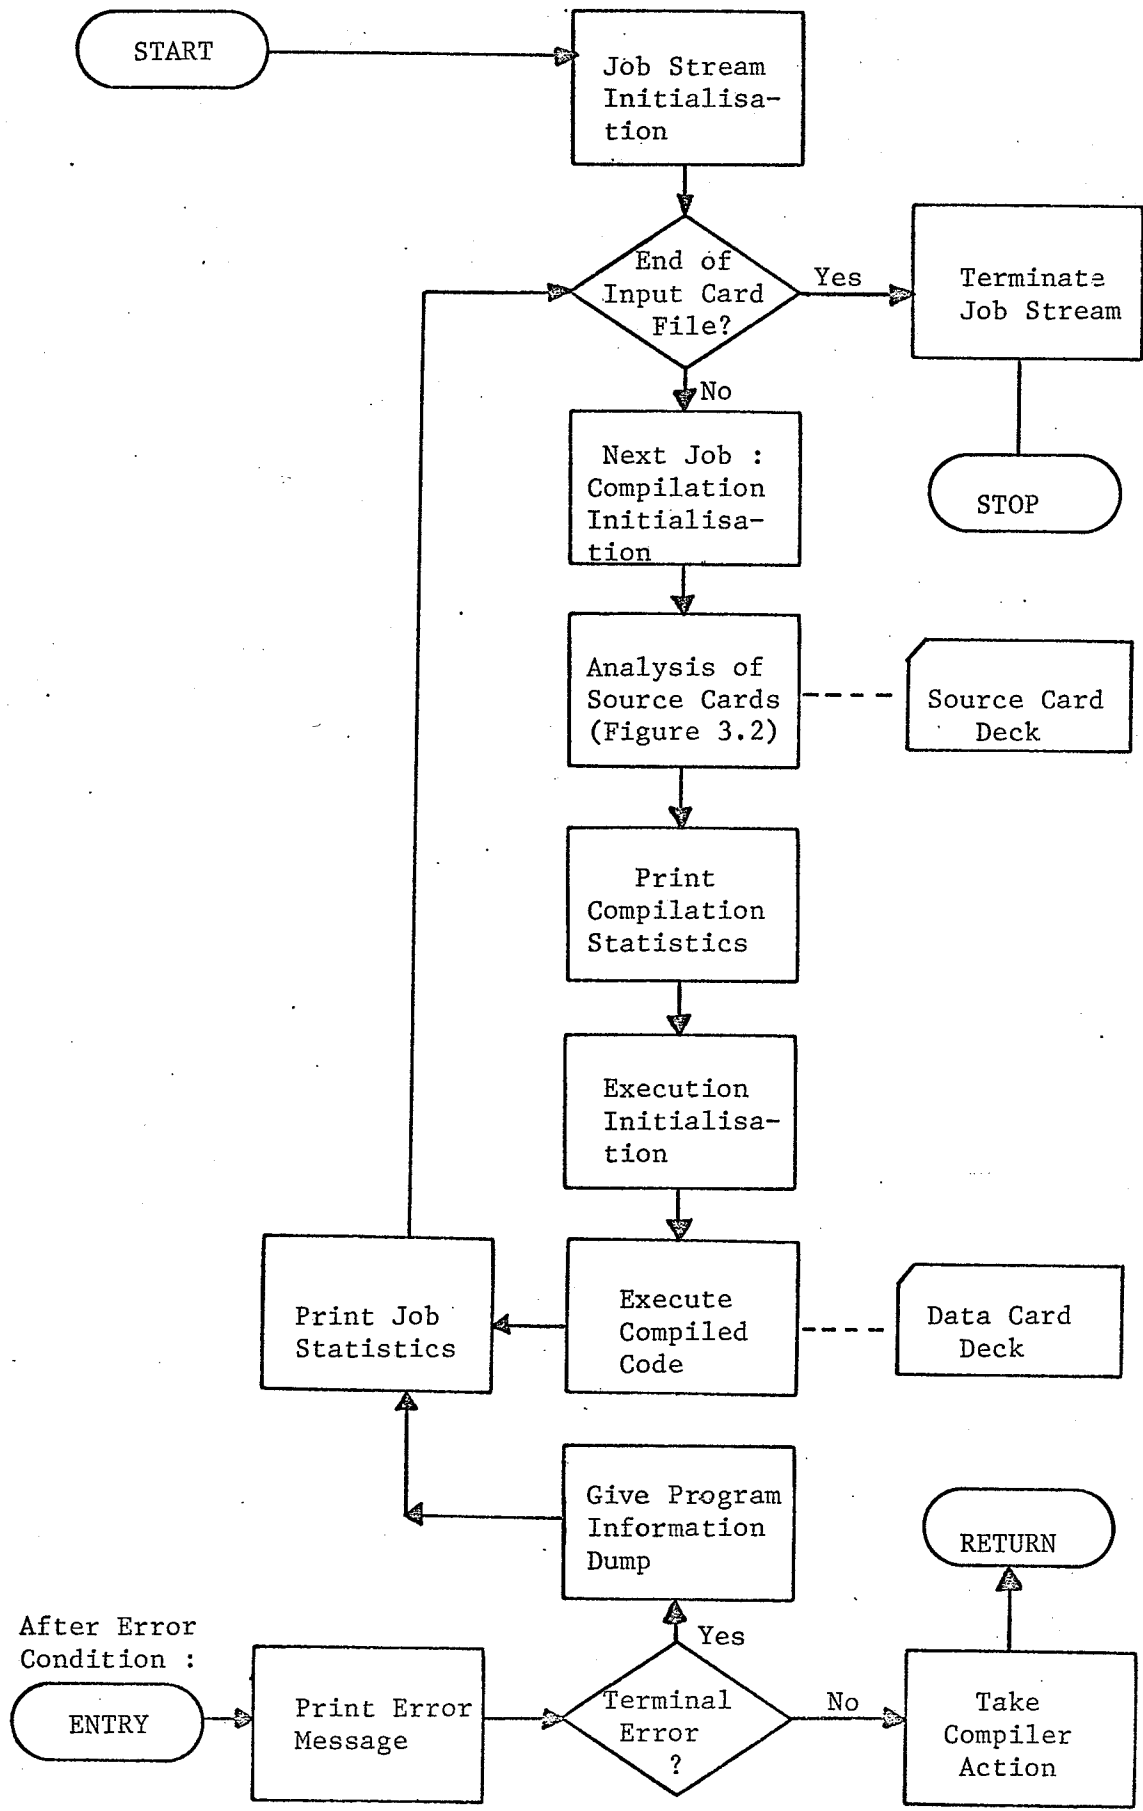 START
Job Stream
Initialisa-
tion
End of
Input Card
File?
Yes
Terminate
Job Stream
No
STOP
Next Job :
Compilation
Initialisa-
tion
Analysis of
Source Cards
(Figure 3.2)
Source Card
Deck
Print
Compilation
Statistics
Execution
Initialisa-
tion
Print Job
Statistics
Execute
Compiled
Code
Data Card
Deck
Give Program
Information
Dump
RETURN
After Error
Condition :
ENTRY
Print Error
Message
Yes
Terminal
Error
?
No
Take
Compiler
Action